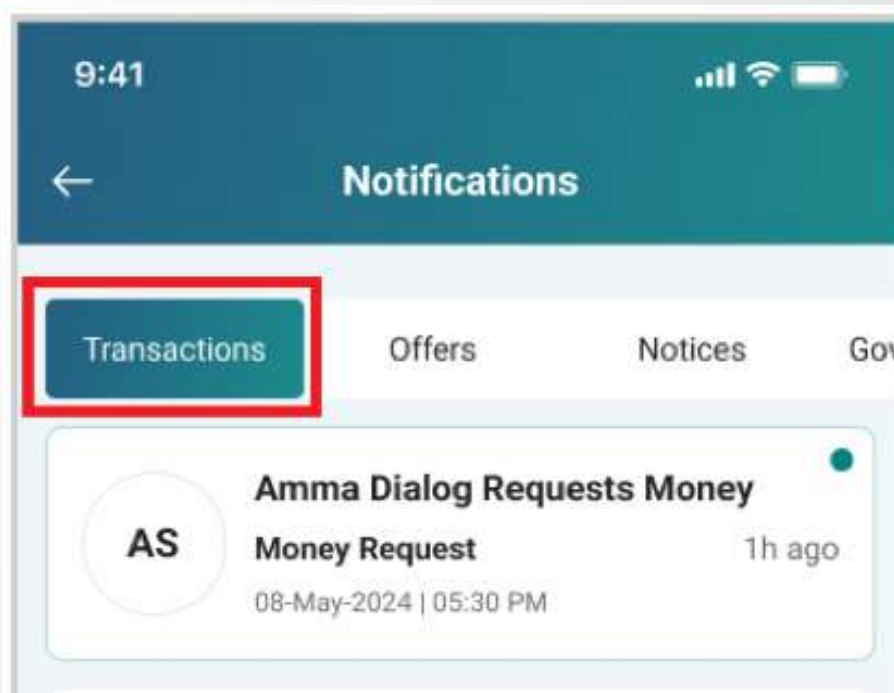 9:41
Notifications
Transactions Offers Notices
Amma Dialog Requests Money
AS Money Request 1h ago
08-May-2024 | 05:30 PM